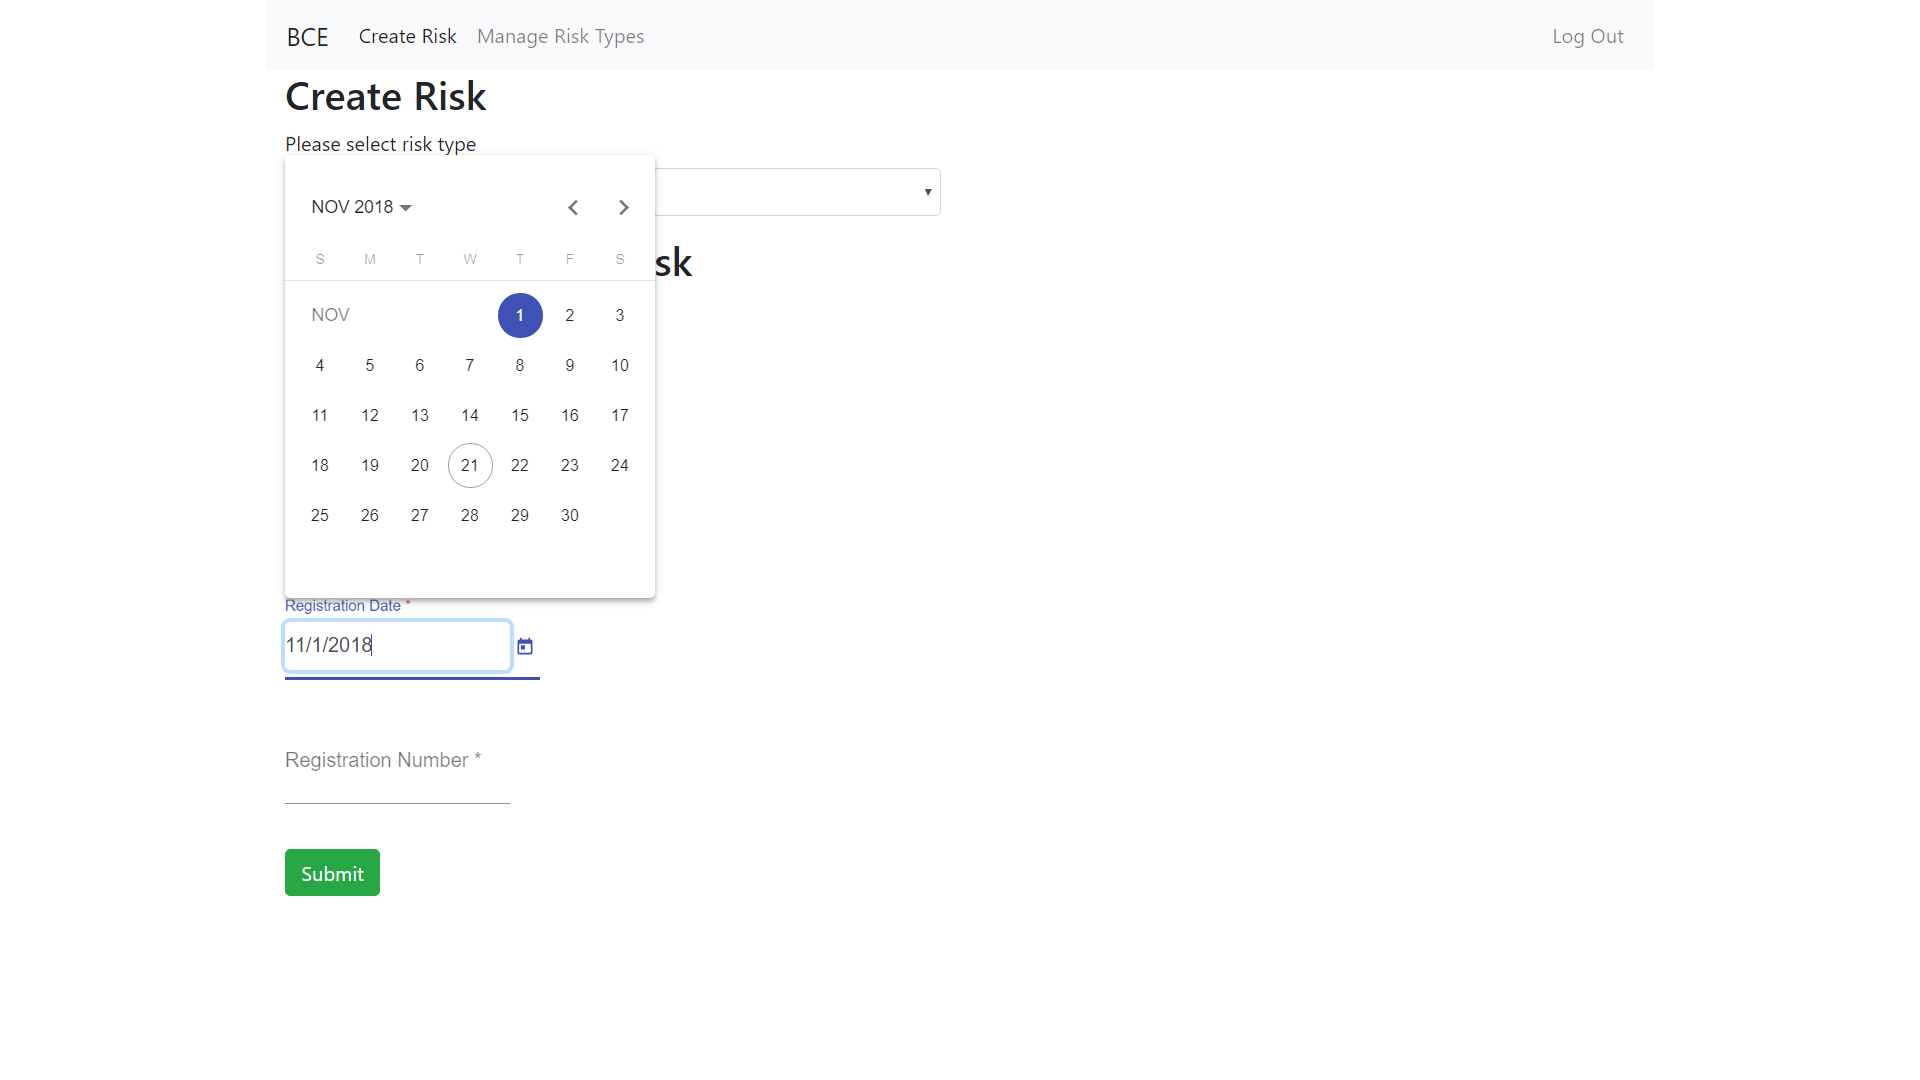 BCE Create Risk Manage Risk Types Log Out
Create Risk
Please select risk type
NOV 2018
S M T W T F S
sk
NOV 1 2 3
4 5 6 7 8 9 10
11 12 13 14 15 16 17
18 19 20 21 22 23 24
25 26 27 28 29 30
Registration Date *
11/1/2018
Registration Number *
Submit